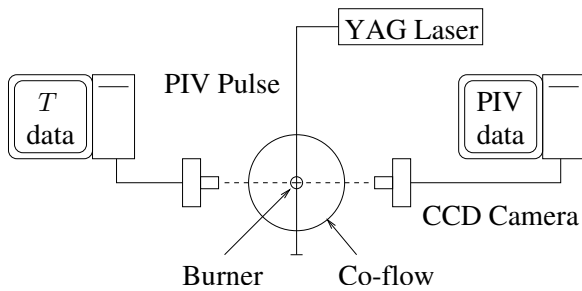 YAG Laser
PIV Pulse
T
data
PIV
data
CCD Camera
Burner
Co-flow